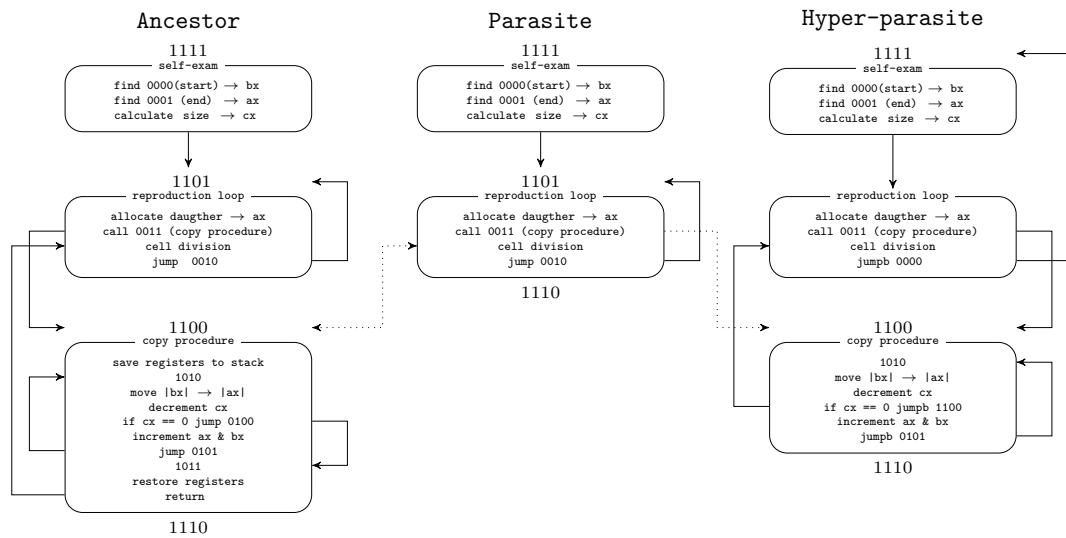 Ancestor
1111
self-exam
find 0000(start) → bx
find 0001 (end) → ax
calculate size → cx
1101
reproduction loop
allocate daugther → ax
call 0011 (copy procedure)
cell division
jump 0010
1100
copy procedure
save registers to stack
1010
move |bx| → |ax|
decrement cx
if cx == 0 jump 0100
increment ax & bx
jump 0101
1011
restore registers
return
1110
Parasite
1111
self-exam
find 0000(start) → bx
find 0001 (end) → ax
calculate size → cx
1101
reproduction loop
allocate daugther → ax
call 0011 (copy procedure)
cell division
jump 0010
1110
Hyper-parasite
1111
self-exam
find 0000(start) → bx
find 0001 (end) → ax
calculate size → cx
reproduction loop
allocate daugther → ax
call 0011 (copy procedure)
cell division
jumpb 0000
1100
copy procedure
1010
move |bx| → |ax|
decrement cx
if cx == 0 jumpb 1100
increment ax & bx
jumpb 0101
1110